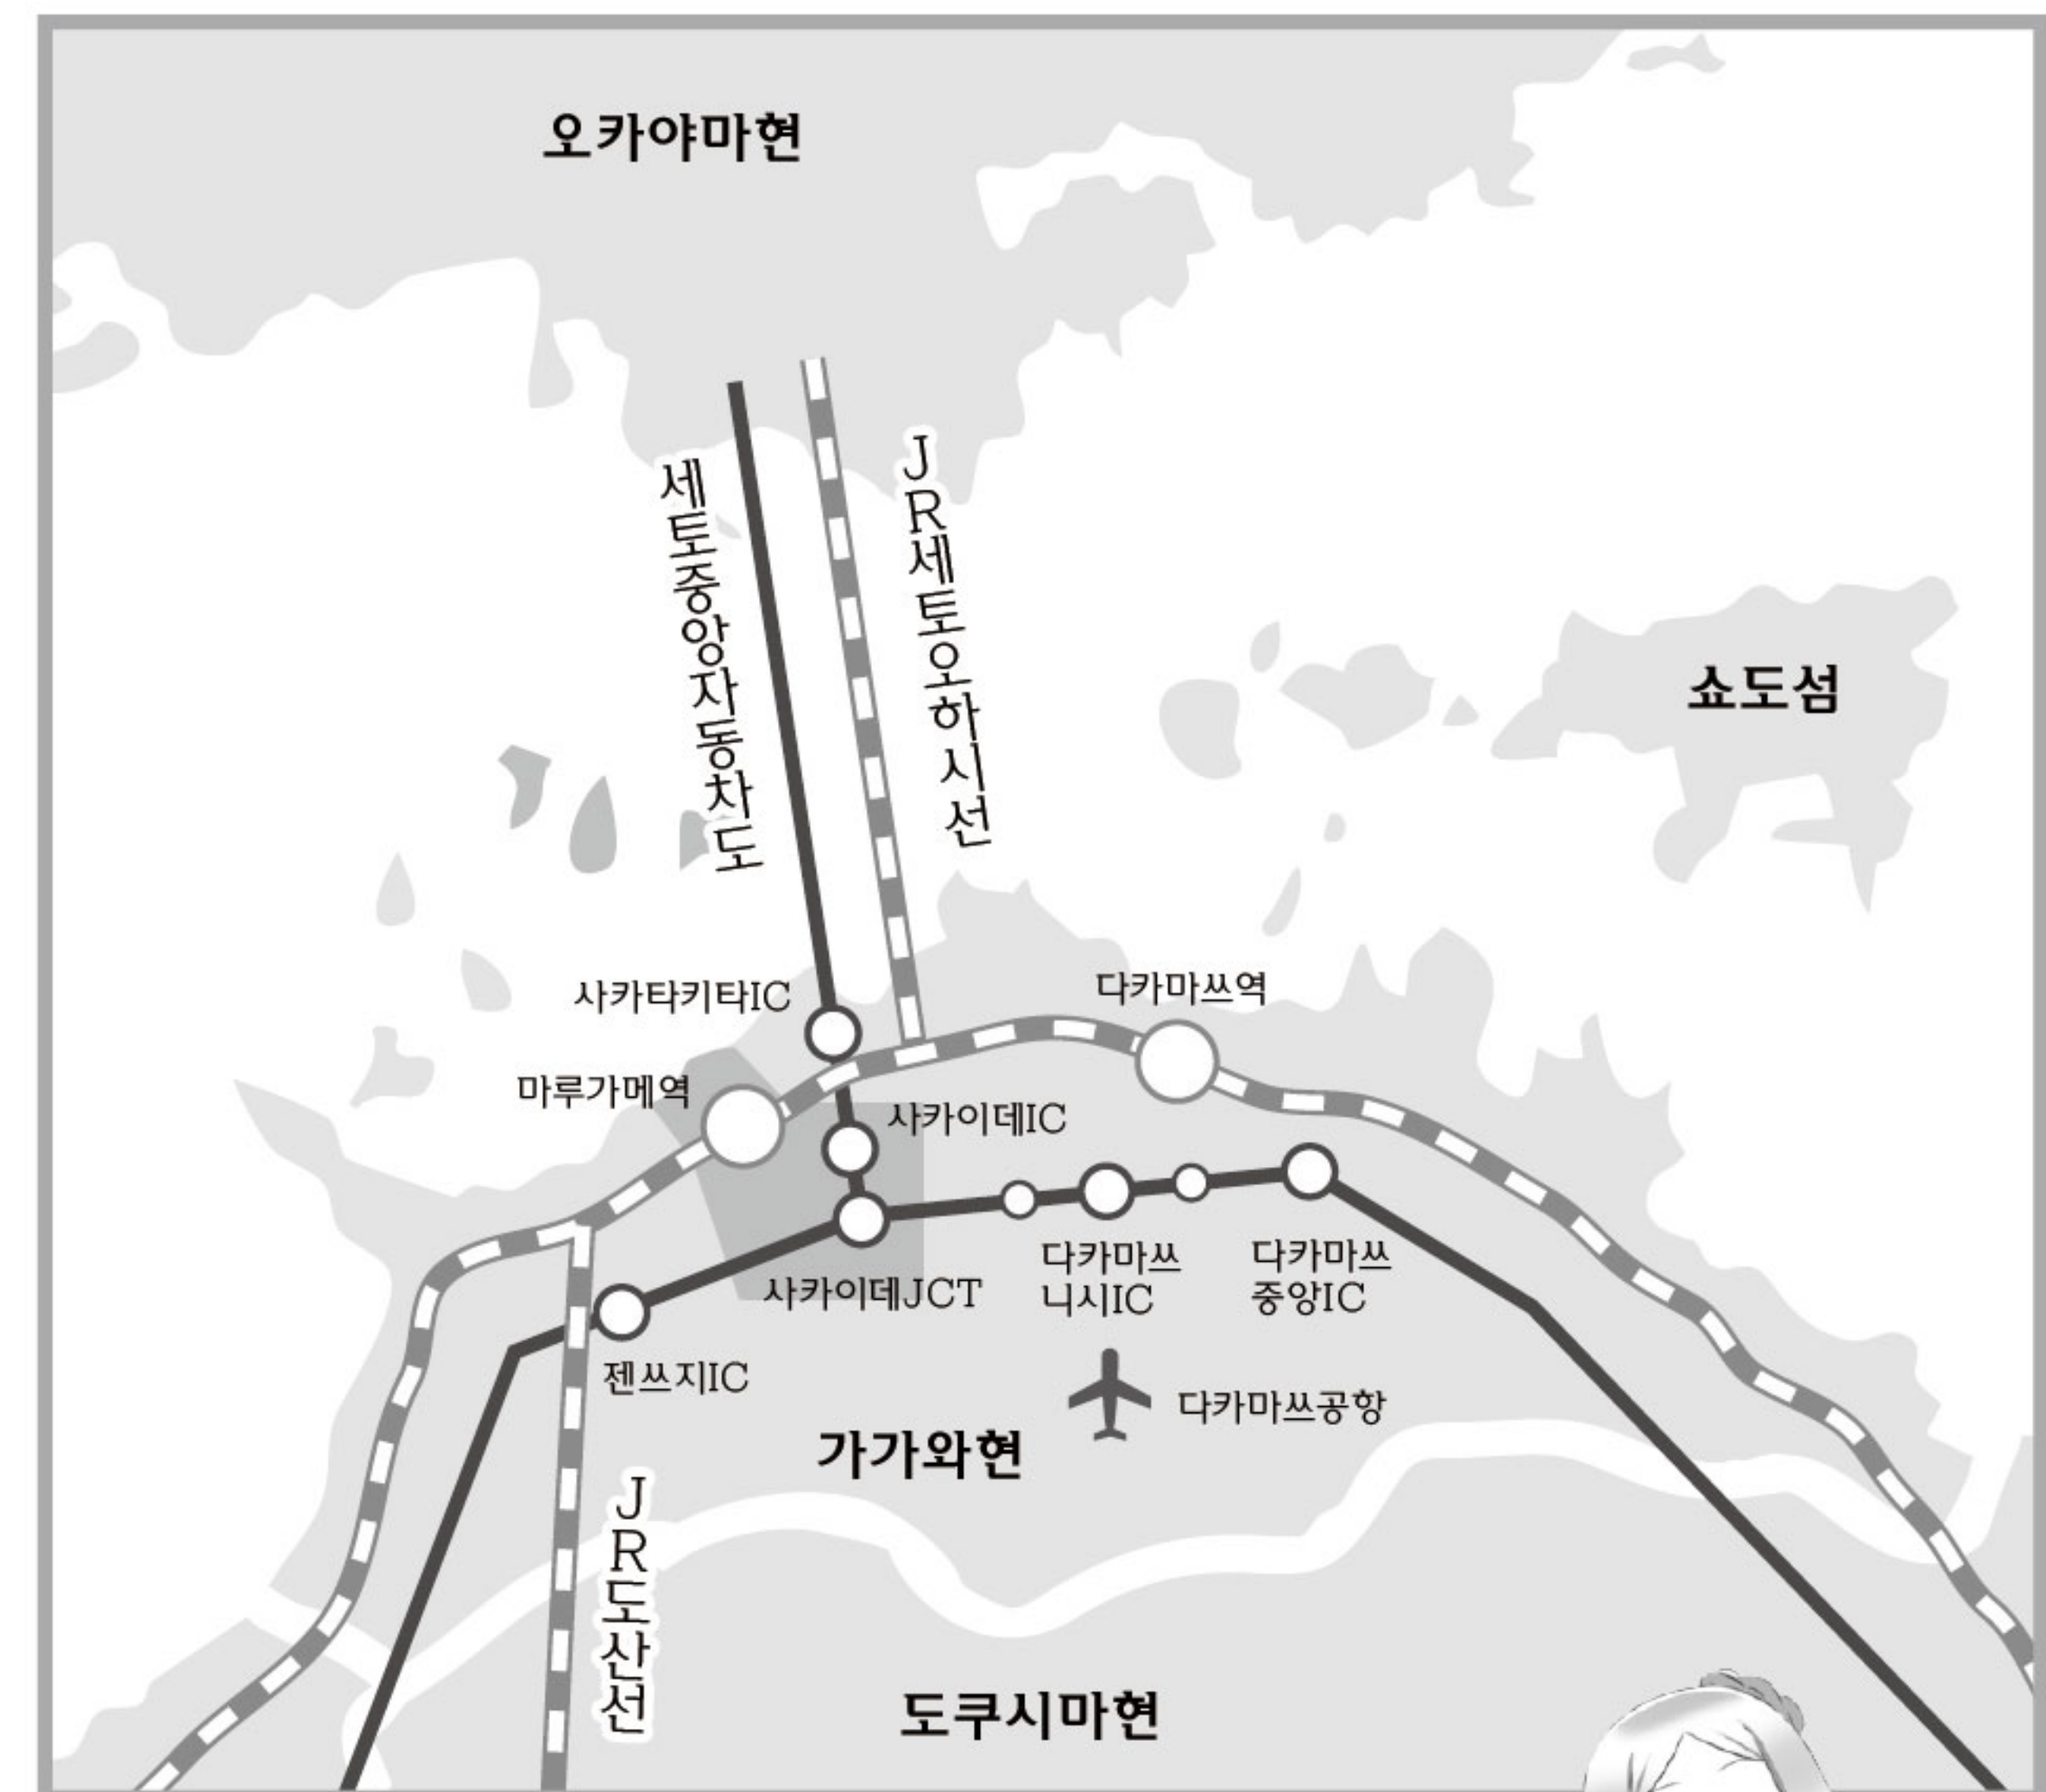 오카야마현
세토중앙자동차도
JR세토오하시선
쇼도섬
사카타키타IC
다카마쓰역
마루가메역
사카이데IC
사카이데JCT
다카마쓰
니시IC
다카마쓰
중앙IC
젠쓰지IC
다카마쓰공항
가가와현
JR도산선
도쿠시마현